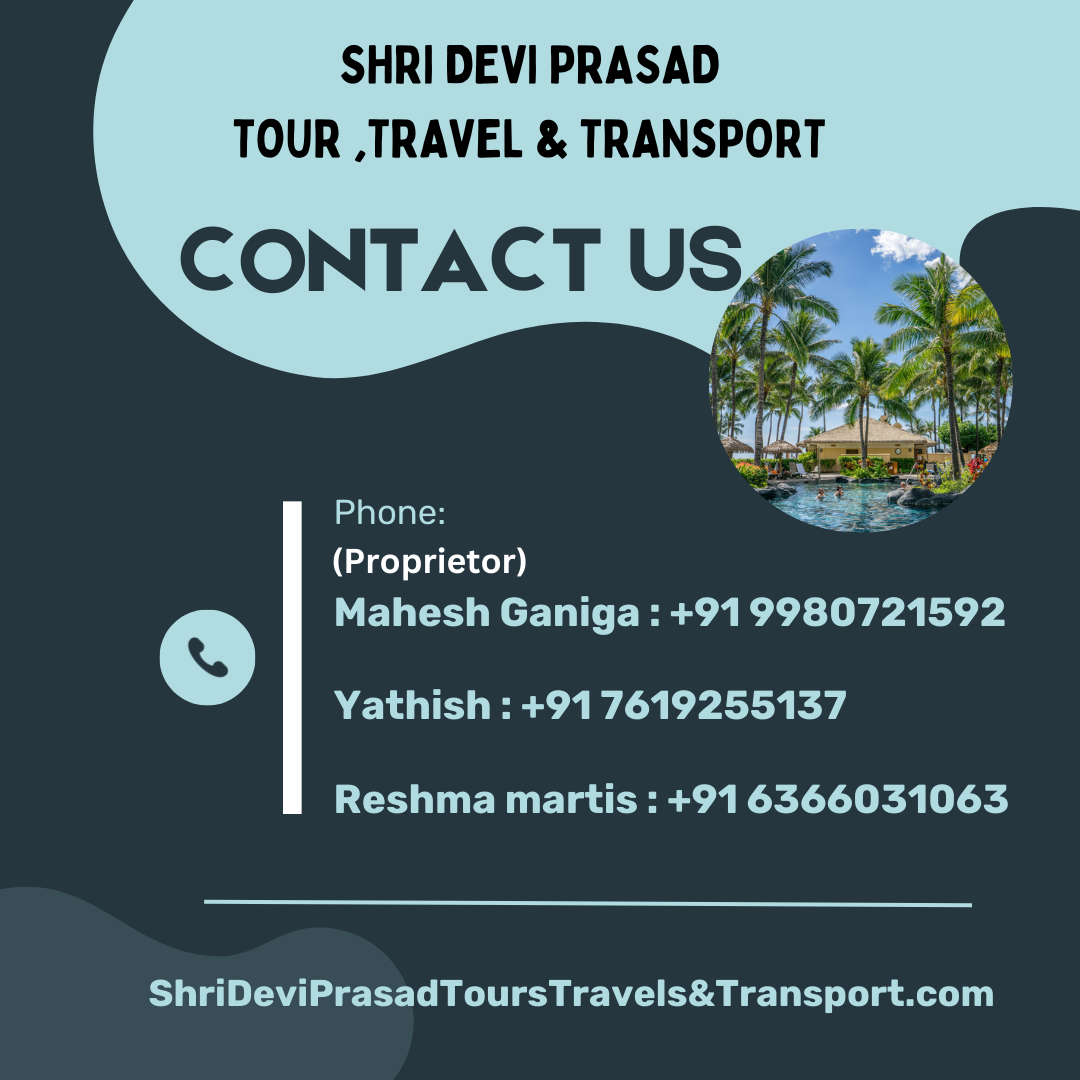 SHRI DEVI PRASAD
TOUR ,TRAVEL & TRANSPORT
CONTACT US
Phone:
(Proprietor)
Mahesh Ganiga : +91 9980721592
Yathish : +91 7619255137
Reshma martis : +91 6366031063
ShriDeviPrasadToursTravels&Transport.com